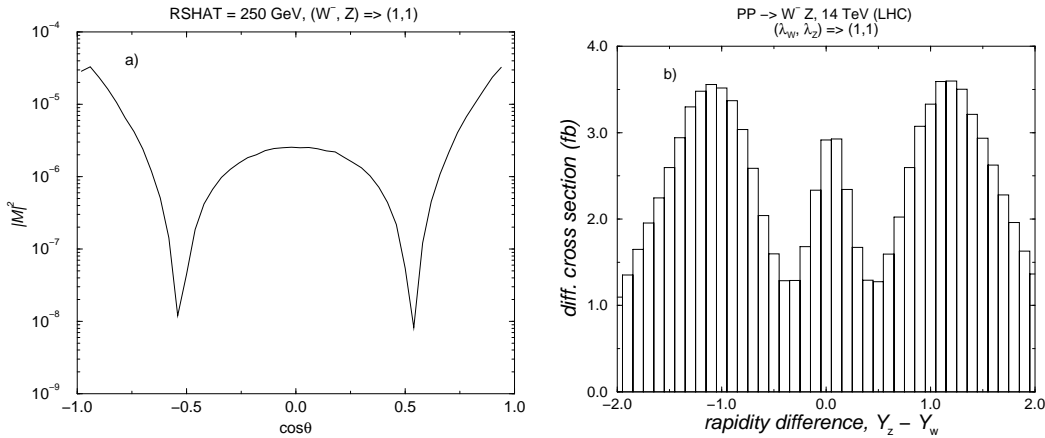 RSHAT = 250 GeV, (W⁻, Z) => (1,1)
a)
10⁻⁴
10⁻⁵
10⁻⁶
10⁻⁷
10⁻⁸
10⁻⁹
|M|²
−1.0 −0.5 0.0 0.5 1.0
cosθ
PP −> W⁻ Z, 14 TeV (LHC)
(λ_W, λ_Z) => (1,1)
b)
4.0
3.0
2.0
1.0
0.0
diff. cross section (fb)
−2.0 −1.0 0.0 1.0 2.0
rapidity difference, Y_z − Y_w